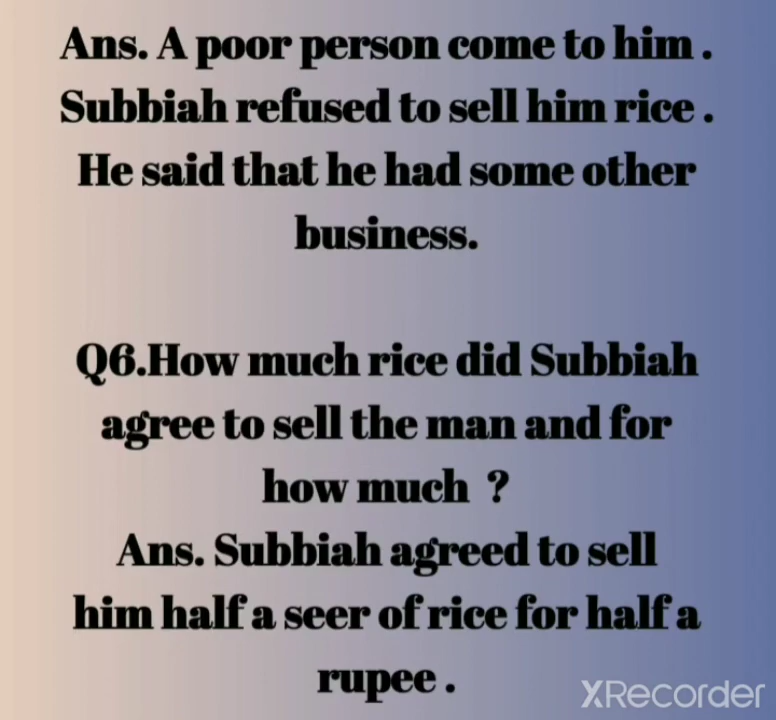 Ans. A poor person come to him .
Subbiah refused to sell him rice .
He said that he had some other
business.
Q6.How much rice did Subbiah
agree to sell the man and for
how much ?
Ans. Subbiah agreed to sell
him half a seer of rice for half a
rupee .
XRecorder